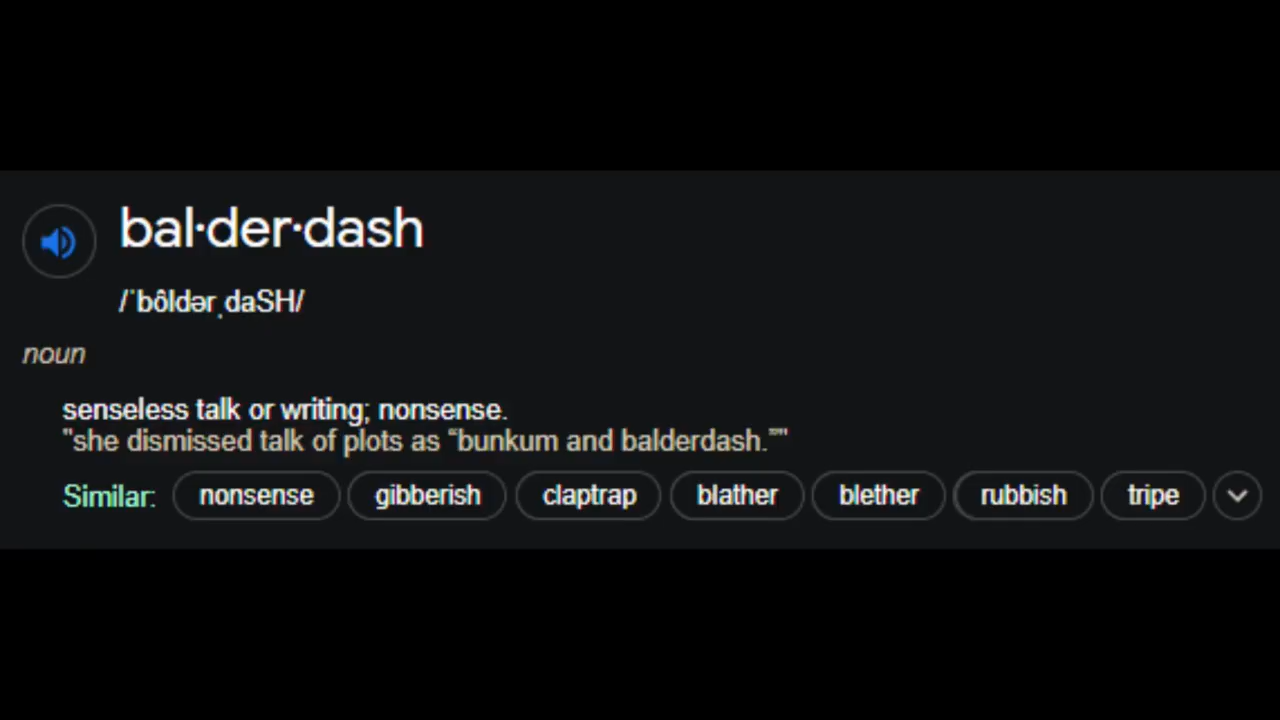 bal·der·dash
/ˈbôldərˌdaSH/
noun
senseless talk or writing; nonsense.
"she dismissed talk of plots as “bunkum and balderdash.”"
Similar: nonsense gibberish claptrap blather blether rubbish tripe